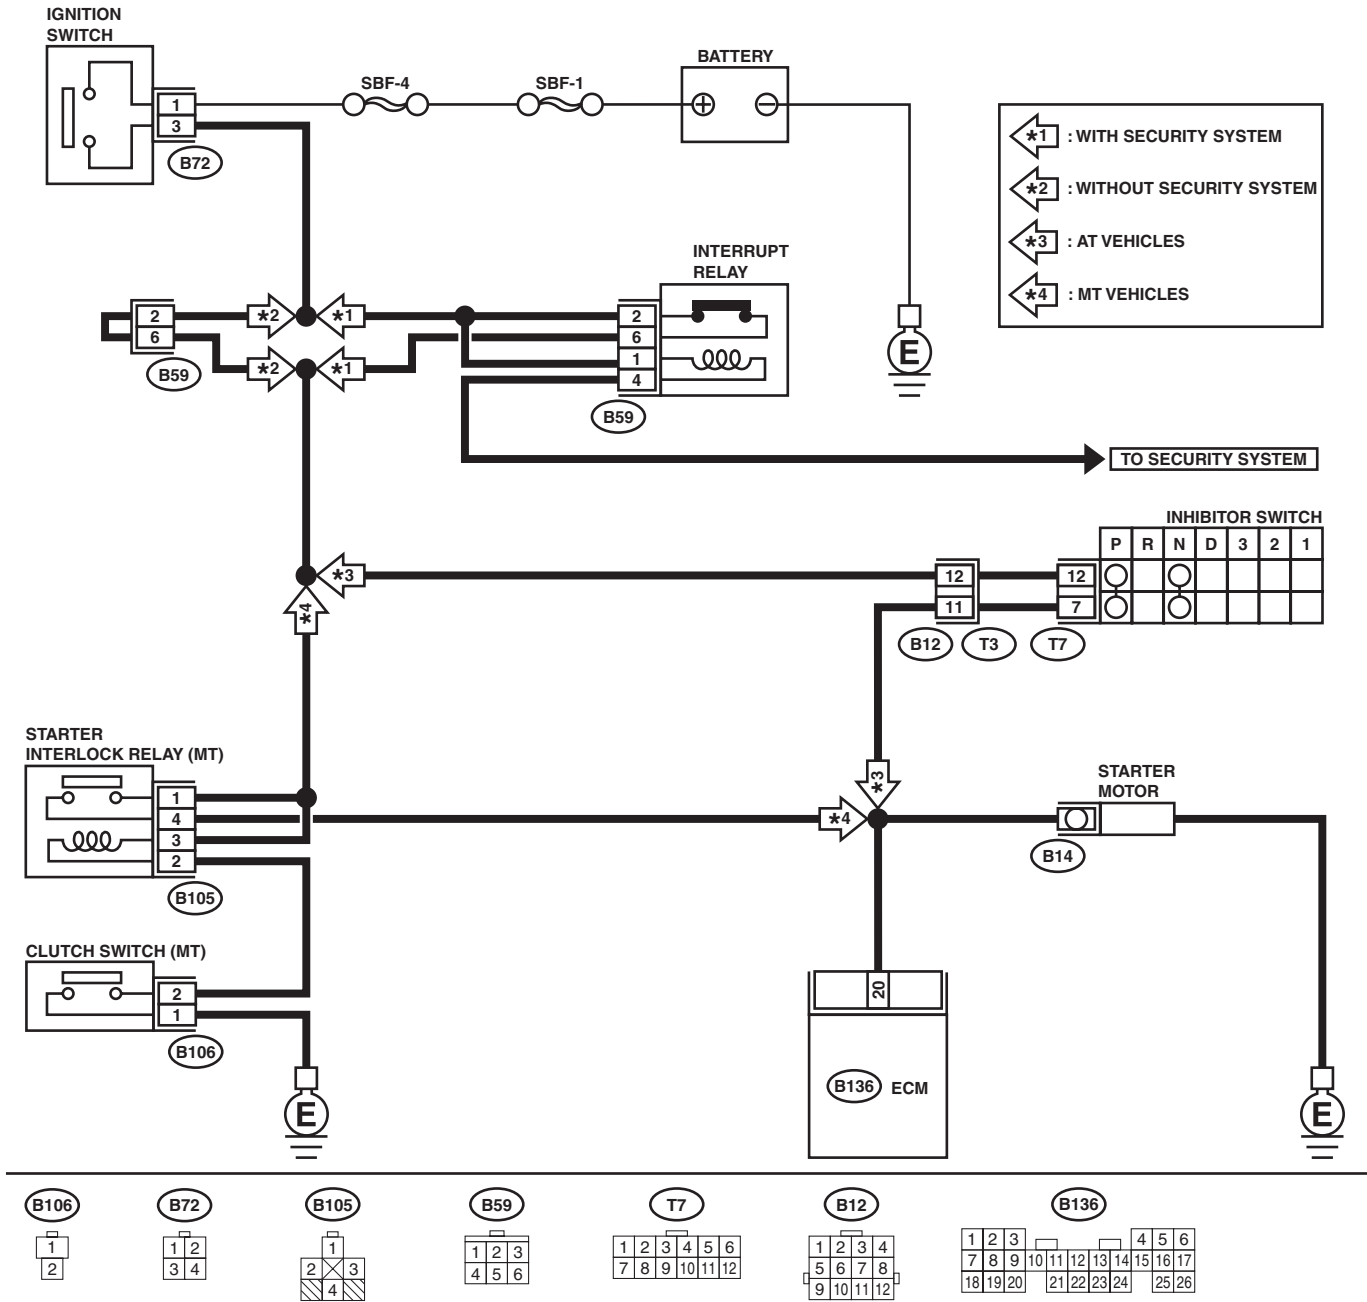 IGNITION
SWITCH
1
3
B72
SBF-4
SBF-1
BATTERY
+
−
*1 : WITH SECURITY SYSTEM
*2 : WITHOUT SECURITY SYSTEM
*3 : AT VEHICLES
*4 : MT VEHICLES
INTERRUPT
RELAY
2
6
B59
*2
*1
*2
*1
2
6
1
4
B59
E
TO SECURITY SYSTEM
INHIBITOR SWITCH
P R N D 3 2 1
*3
12
11
12
7
B12
T3
T7
*4
STARTER
INTERLOCK RELAY (MT)
1
4
3
2
B105
*3
*4
STARTER
MOTOR
B14
CLUTCH SWITCH (MT)
2
1
B106
E
20
B136 ECM
E
B106
1
2
B72
1 2
3 4
B105
1
2 3
4
B59
1 2 3
4 5 6
T7
1 2 3 4 5 6
7 8 9 10 11 12
B12
1 2 3 4
5 6 7 8
9 10 11 12
B136
1 2 3 4 5 6
7 8 9 10 11 12 13 14 15 16 17
18 19 20 21 22 23 24 25 26